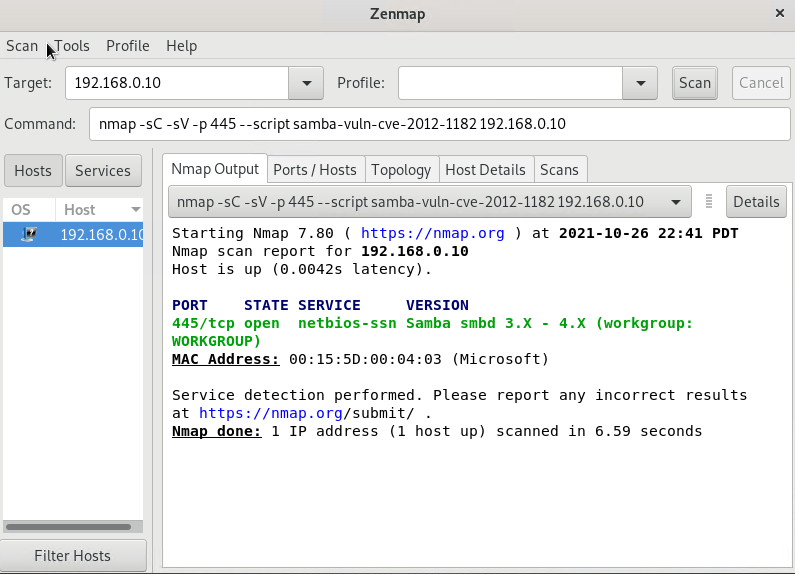 Zenmap
Scan Tools Profile Help
Target: 192.168.0.10 Profile: Scan Cancel
Command: nmap -sC -sV -p 445 --script samba-vuln-cve-2012-1182 192.168.0.10
Hosts Services
Nmap Output Ports / Hosts Topology Host Details Scans
OS Host
192.168.0.10
nmap -sC -sV -p 445 --script samba-vuln-cve-2012-1182 192.168.0.10 Details
Starting Nmap 7.80 ( https://nmap.org ) at 2021-10-26 22:41 PDT
Nmap scan report for 192.168.0.10
Host is up (0.0042s latency).
PORT STATE SERVICE VERSION
445/tcp open netbios-ssn Samba smbd 3.X - 4.X (workgroup:
WORKGROUP)
MAC Address: 00:15:5D:00:04:03 (Microsoft)
Service detection performed. Please report any incorrect results
at https://nmap.org/submit/ .
Nmap done: 1 IP address (1 host up) scanned in 6.59 seconds
Filter Hosts